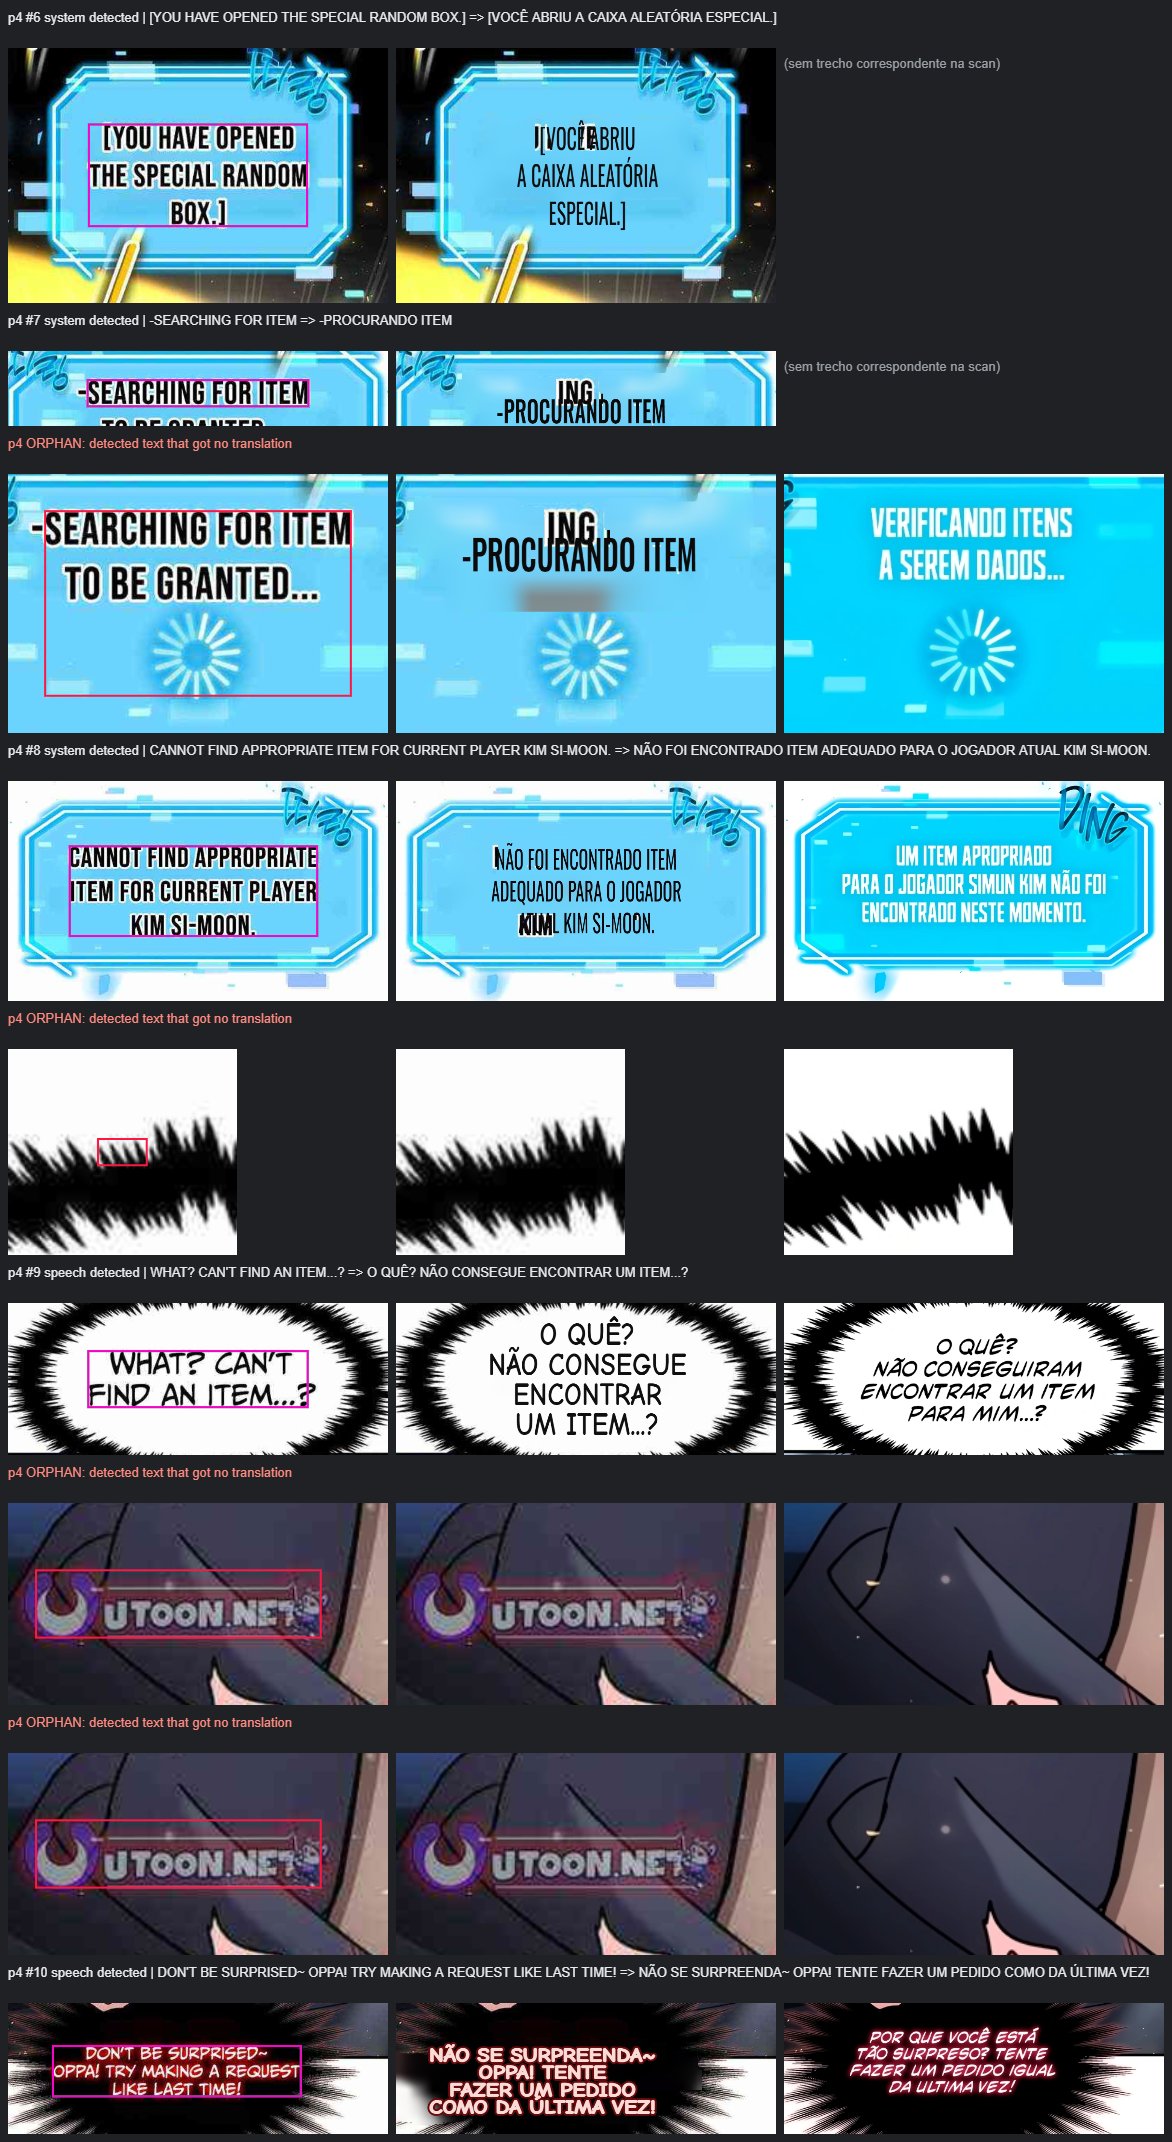 p4 #6 system detected | [YOU HAVE OPENED THE SPECIAL RANDOM BOX.] => [VOCÊ ABRIU A CAIXA ALEATÓRIA ESPECIAL.]
[YOU HAVE OPENED
THE SPECIAL RANDOM
BOX.]
[VOCÊ ABRIU
A CAIXA ALEATÓRIA
ESPECIAL.]
(sem trecho correspondente na scan)
p4 #7 system detected | -SEARCHING FOR ITEM => -PROCURANDO ITEM
-SEARCHING FOR ITEM
ING
-PROCURANDO ITEM
(sem trecho correspondente na scan)
p4 ORPHAN: detected text that got no translation
-SEARCHING FOR ITEM
TO BE GRANTED...
ING
-PROCURANDO ITEM
VERIFICANDO ITENS
A SEREM DADOS...
p4 #8 system detected | CANNOT FIND APPROPRIATE ITEM FOR CURRENT PLAYER KIM SI-MOON. => NÃO FOI ENCONTRADO ITEM ADEQUADO PARA O JOGADOR ATUAL KIM SI-MOON.
CANNOT FIND APPROPRIATE
ITEM FOR CURRENT PLAYER
KIM SI-MOON.
NÃO FOI ENCONTRADO ITEM
ADEQUADO PARA O JOGADOR
ATUAL KIM SI-MOON.
DING
UM ITEM APROPRIADO
PARA O JOGADOR SIMUN KIM NÃO FOI
ENCONTRADO NESTE MOMENTO.
p4 ORPHAN: detected text that got no translation
p4 #9 speech detected | WHAT? CAN'T FIND AN ITEM...? => O QUÊ? NÃO CONSEGUE ENCONTRAR UM ITEM...?
WHAT? CAN'T
FIND AN ITEM...?
O QUÊ?
NÃO CONSEGUE
ENCONTRAR
UM ITEM...?
O QUÊ?
NÃO CONSEGUIRAM
ENCONTRAR UM ITEM
PARA MIM...?
p4 ORPHAN: detected text that got no translation
UTOON.NET
UTOON.NET
p4 ORPHAN: detected text that got no translation
UTOON.NET
UTOON.NET
p4 #10 speech detected | DON'T BE SURPRISED~ OPPA! TRY MAKING A REQUEST LIKE LAST TIME! => NÃO SE SURPREENDA~ OPPA! TENTE FAZER UM PEDIDO COMO DA ÚLTIMA VEZ!
DON'T BE SURPRISED~
OPPA! TRY MAKING A REQUEST
LIKE LAST TIME!
NÃO SE SURPREENDA~
OPPA! TENTE
FAZER UM PEDIDO
COMO DA ÚLTIMA VEZ!
POR QUE VOCÊ ESTÁ
TÃO SURPRESO? TENTE
FAZER UM PEDIDO IGUAL
DA ULTIMA VEZ!